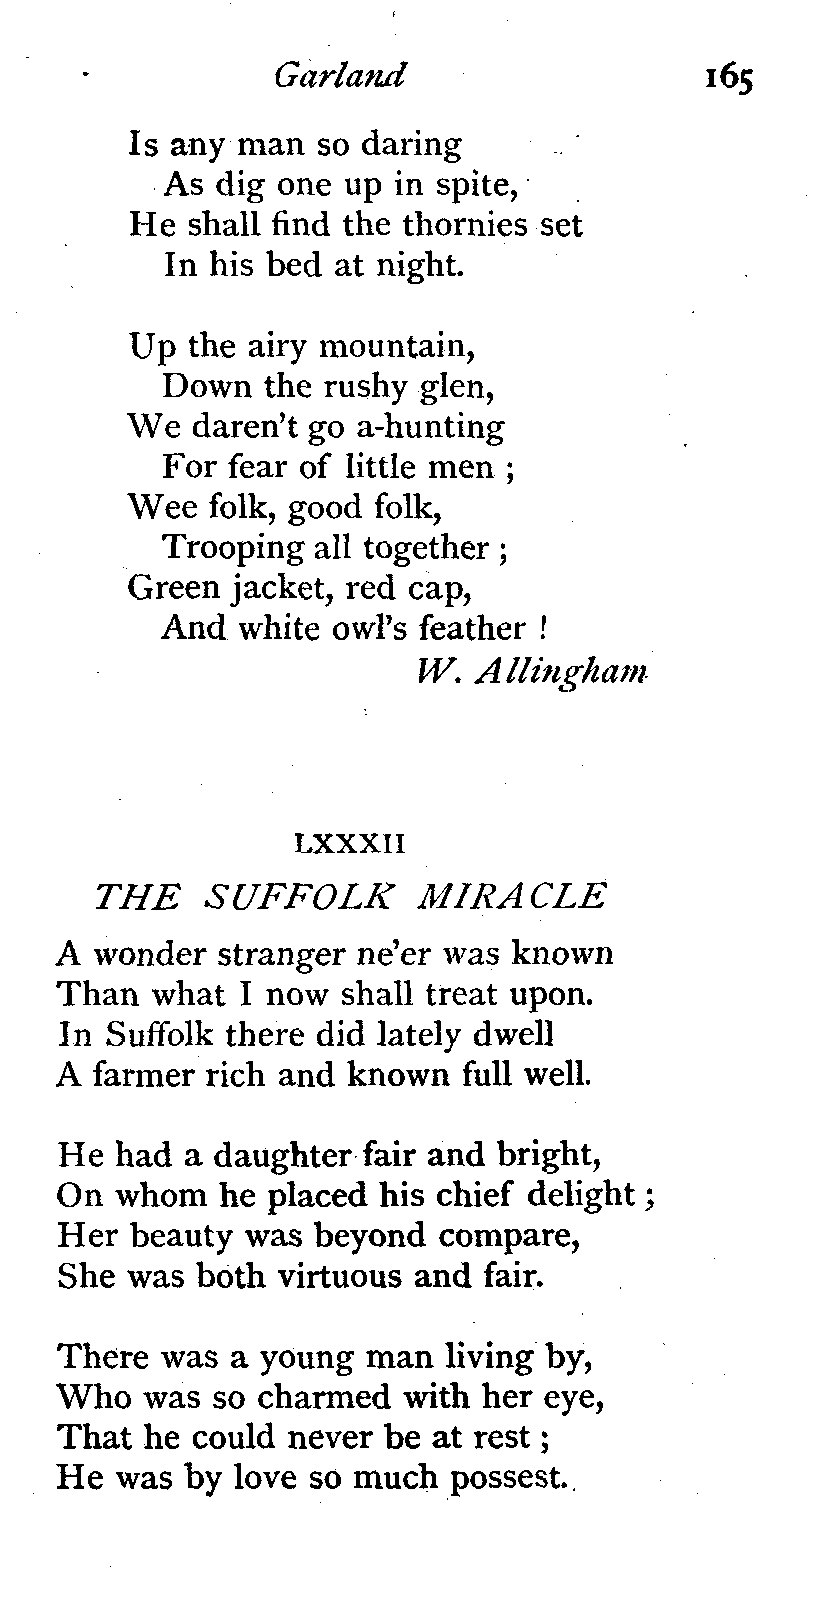 Garland 165
Is any man so daring
As dig one up in spite,
He shall find the thornies set
In his bed at night.
Up the airy mountain,
Down the rushy glen,
We daren't go a-hunting
For fear of little men ;
Wee folk, good folk,
Trooping all together ;
Green jacket, red cap,
And white owl's feather !
W. Allingham
LXXXII
THE SUFFOLK MIRACLE
A wonder stranger ne'er was known
Than what I now shall treat upon.
In Suffolk there did lately dwell
A farmer rich and known full well.
He had a daughter fair and bright,
On whom he placed his chief delight ;
Her beauty was beyond compare,
She was both virtuous and fair.
There was a young man living by,
Who was so charmed with her eye,
That he could never be at rest ;
He was by love so much possest.